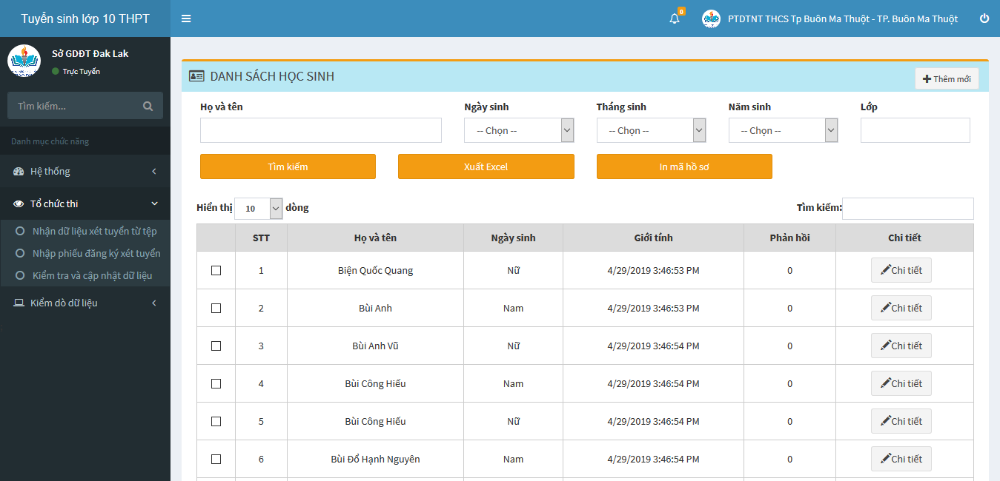 Tuyển sinh lớp 10 THPT
0
PTDTNT THCS Tp Buôn Ma Thuột - TP. Buôn Ma Thuột
Sở GDĐT Đak Lak
Trực Tuyến
Tìm kiếm...
Danh mục chức năng
Hệ thống
Tổ chức thi
Nhận dữ liệu xét tuyển từ tệp
Nhập phiếu đăng ký xét tuyển
Kiểm tra và cập nhật dữ liệu
Kiểm dò dữ liệu
DANH SÁCH HỌC SINH
Thêm mới
Họ và tên Ngày sinh Tháng sinh Năm sinh Lớp
-- Chọn -- -- Chọn -- -- Chọn --
Tìm kiếm Xuất Excel In mã hồ sơ
Hiển thị 10 dòng Tìm kiếm:
STT Họ và tên Ngày sinh Giới tính Phản hồi Chi tiết
1 Biện Quốc Quang Nữ 4/29/2019 3:46:53 PM 0 Chi tiết
2 Bùi Anh Nam 4/29/2019 3:46:53 PM 0 Chi tiết
3 Bùi Anh Vũ Nữ 4/29/2019 3:46:54 PM 0 Chi tiết
4 Bùi Công Hiếu Nam 4/29/2019 3:46:54 PM 0 Chi tiết
5 Bùi Công Hiếu Nữ 4/29/2019 3:46:54 PM 0 Chi tiết
6 Bùi Đổ Hạnh Nguyên Nam 4/29/2019 3:46:54 PM 0 Chi tiết